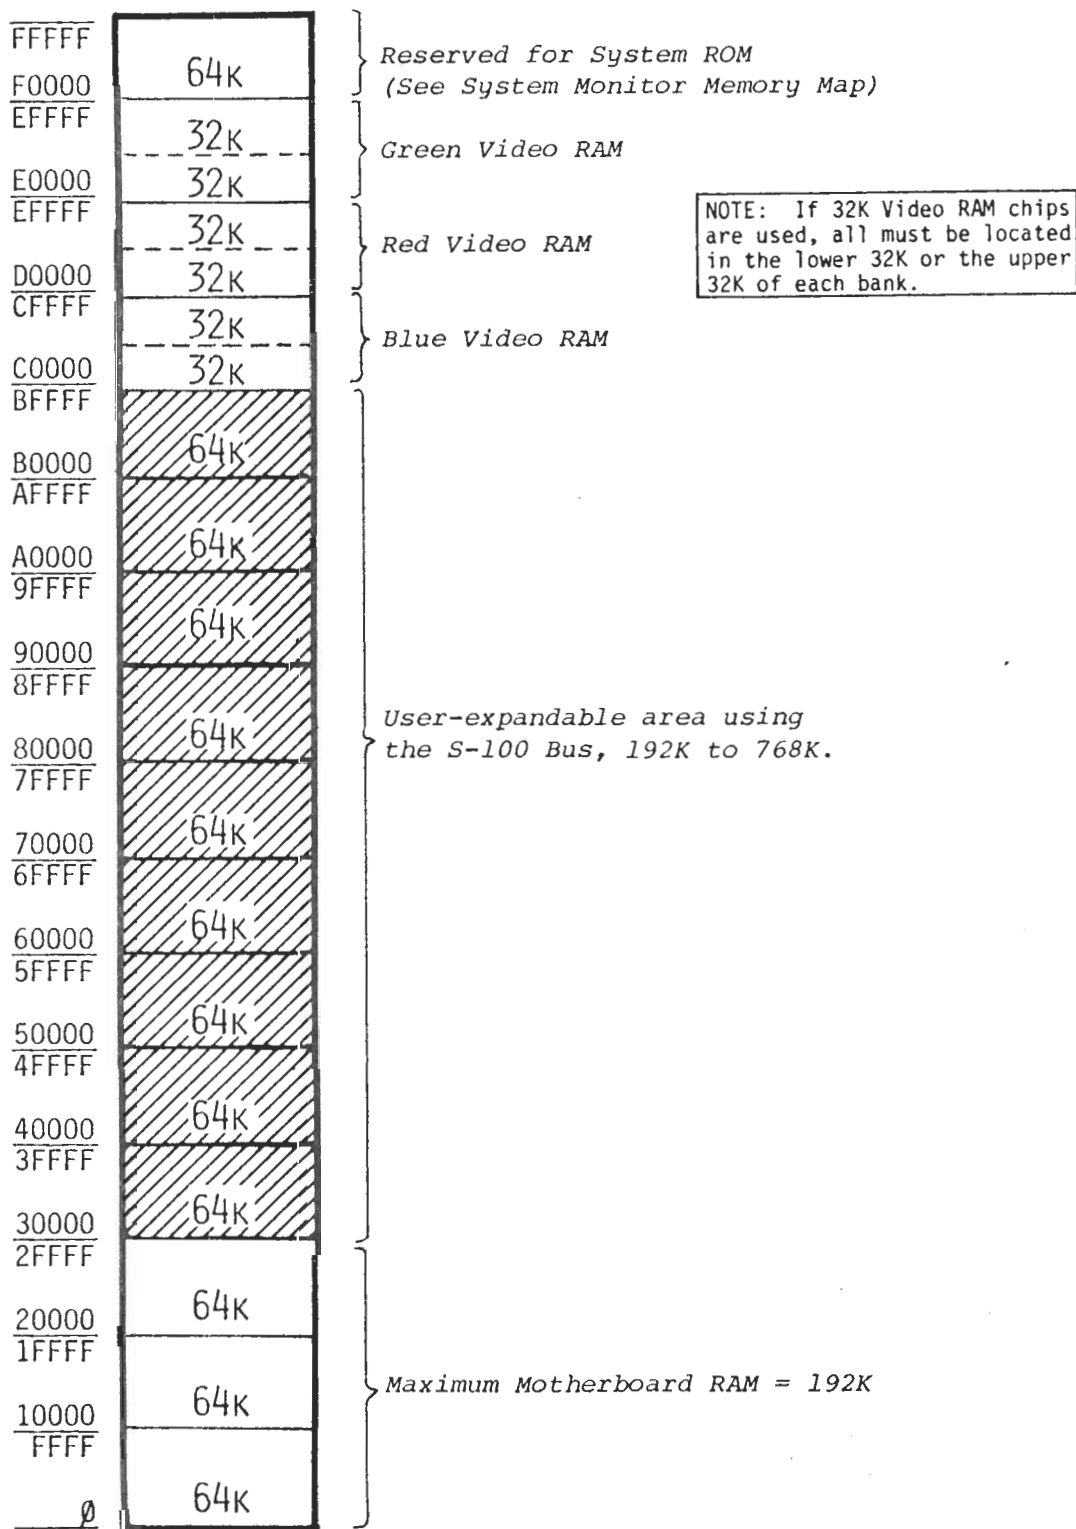 FFFFF
64K
Reserved for System ROM
(See System Monitor Memory Map)
F0000
EFFFF
32K
Green Video RAM
32K
E0000
EFFFF
32K
Red Video RAM
32K
D0000
CFFFF
32K
Blue Video RAM
32K
C0000
BFFFF
NOTE: If 32K Video RAM chips
are used, all must be located
in the lower 32K or the upper
32K of each bank.
64K
B0000
AFFFF
64K
A0000
9FFFF
64K
90000
8FFFF
64K
User-expandable area using
the S-100 Bus, 192K to 768K.
80000
7FFFF
64K
70000
6FFFF
64K
60000
5FFFF
64K
50000
4FFFF
64K
40000
3FFFF
64K
30000
2FFFF
64K
20000
1FFFF
64K
Maximum Motherboard RAM = 192K
10000
FFFF
64K
Ø